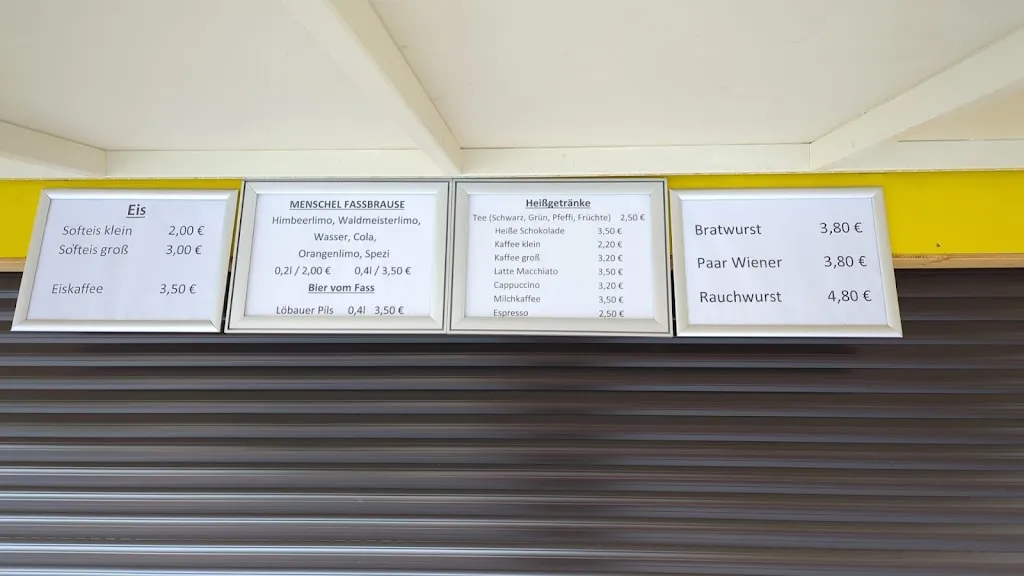 Eis
Softeis klein 2,00 €
Softeis groß 3,00 €
Eiskaffee 3,50 €
MENSCHEL FASSBRAUSE
Himbeerlimo, Waldmeisterlimo,
Wasser, Cola,
Orangenlimo, Spezi
0,2l / 2,00 € 0,4l / 3,50 €
Bier vom Fass
Löbauer Pils 0,4l 3,50 €
Heißgetränke
Tee (Schwarz, Grün, Pfeffi, Früchte) 2,50 €
Heiße Schokolade 3,50 €
Kaffee klein 2,20 €
Kaffee groß 3,20 €
Latte Macchiato 3,50 €
Cappuccino 3,20 €
Milchkaffee 3,50 €
Espresso 2,50 €
Bratwurst 3,80 €
Paar Wiener 3,80 €
Rauchwurst 4,80 €